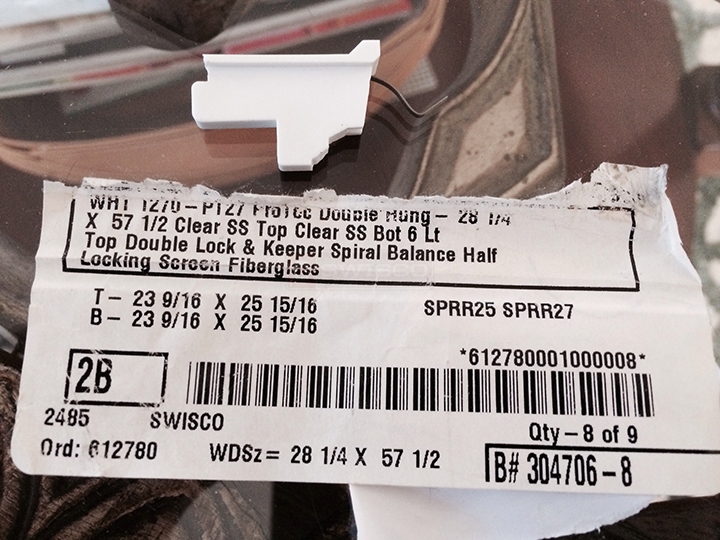 WHT 1270-P127 Protec Double Hung- 28 1/4
X 57 1/2 Clear SS Top Clear SS Bot 6 Lt
Top Double Lock & Keeper Spiral Balance Half
Locking Screen Fiberglass
T- 23 9/16 X 25 15/16
B- 23 9/16 X 25 15/16
SPRR25 SPRR27
*612780001000008*
2B
2485 SWISCO
Qty-8 of 9
Ord: 612780
WDSz= 28 1/4 X 57 1/2
B# 304706-8